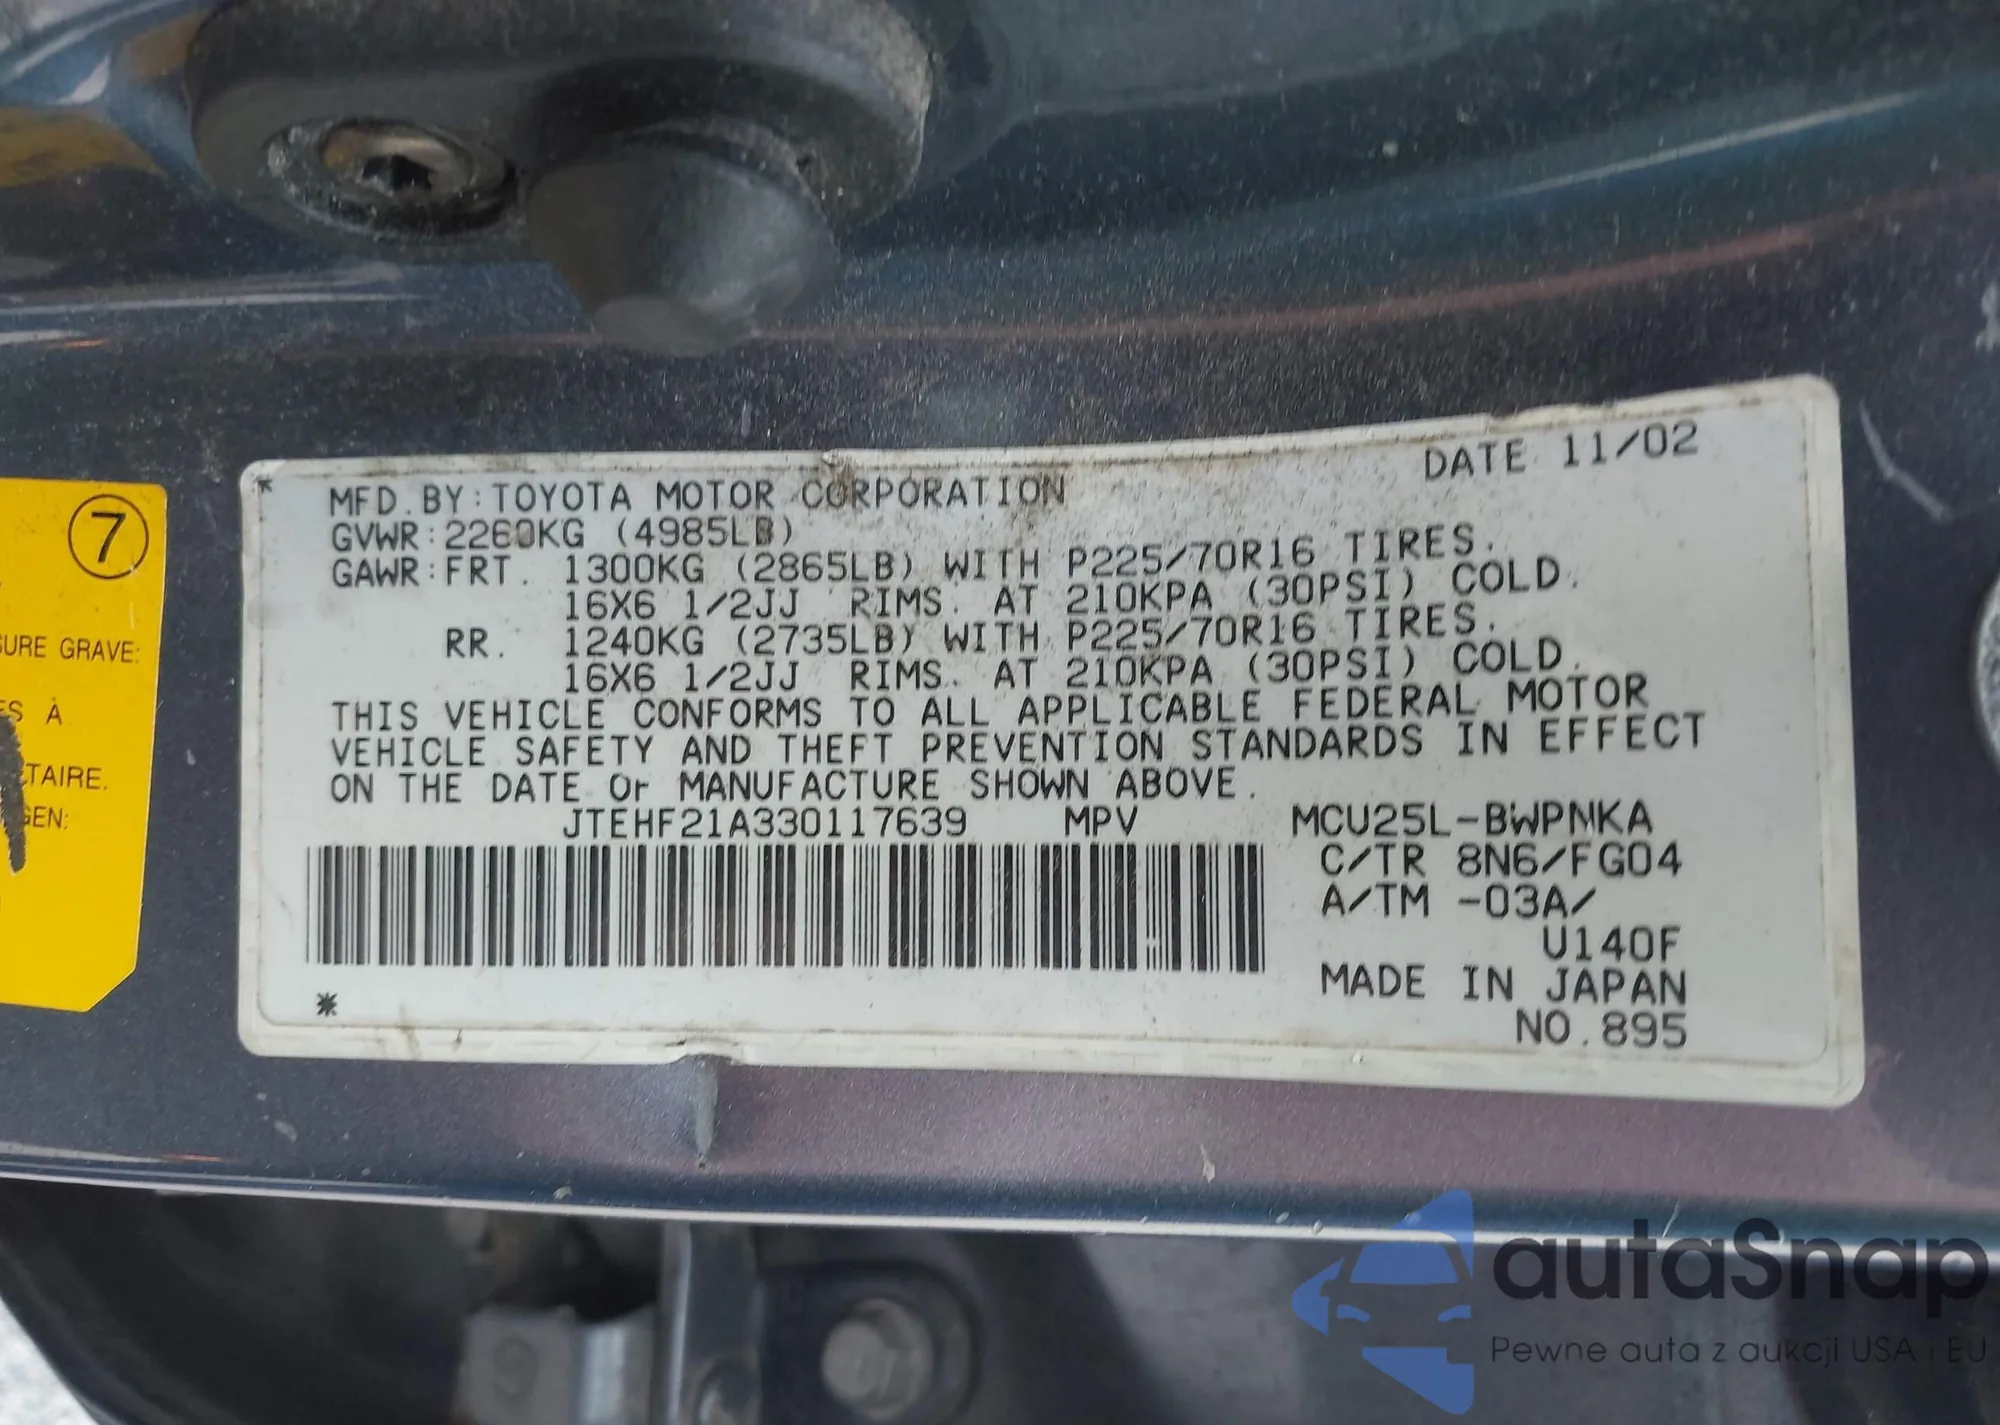 DATE 11/02
MFD.BY:TOYOTA MOTOR CORPORATION
GVWR:2260KG (4985LB)
GAWR:FRT. 1300KG (2865LB) WITH P225/70R16 TIRES.
16X6 1/2JJ RIMS. AT 210KPA (30PSI) COLD.
RR. 1240KG (2735LB) WITH P225/70R16 TIRES.
16X6 1/2JJ RIMS. AT 210KPA (30PSI) COLD.
THIS VEHICLE CONFORMS TO ALL APPLICABLE FEDERAL MOTOR
VEHICLE SAFETY AND THEFT PREVENTION STANDARDS IN EFFECT
ON THE DATE OF MANUFACTURE SHOWN ABOVE.
JTEHF21A330117639 MPV MCU25L-BWPNKA
C/TR 8N6/FG04
A/TM -03A/
U140F
MADE IN JAPAN
NO.895
7
GRAVE:
À
autaSnap
Pewne auta z aukcji USA i EU